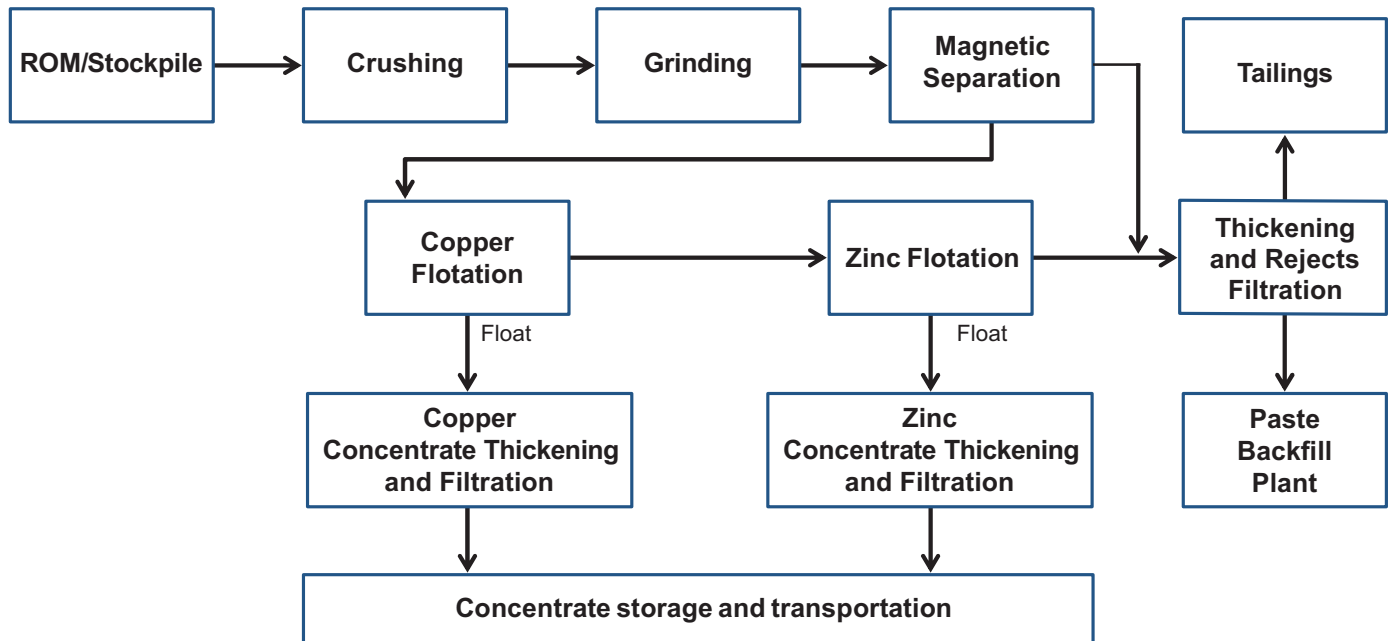 ROM/Stockpile
Crushing
Grinding
Magnetic
Separation
Tailings
Copper
Flotation
Zinc Flotation
Thickening
and Rejects
Filtration
Float
Float
Copper
Concentrate Thickening
and Filtration
Zinc
Concentrate Thickening
and Filtration
Paste
Backfill
Plant
Concentrate storage and transportation